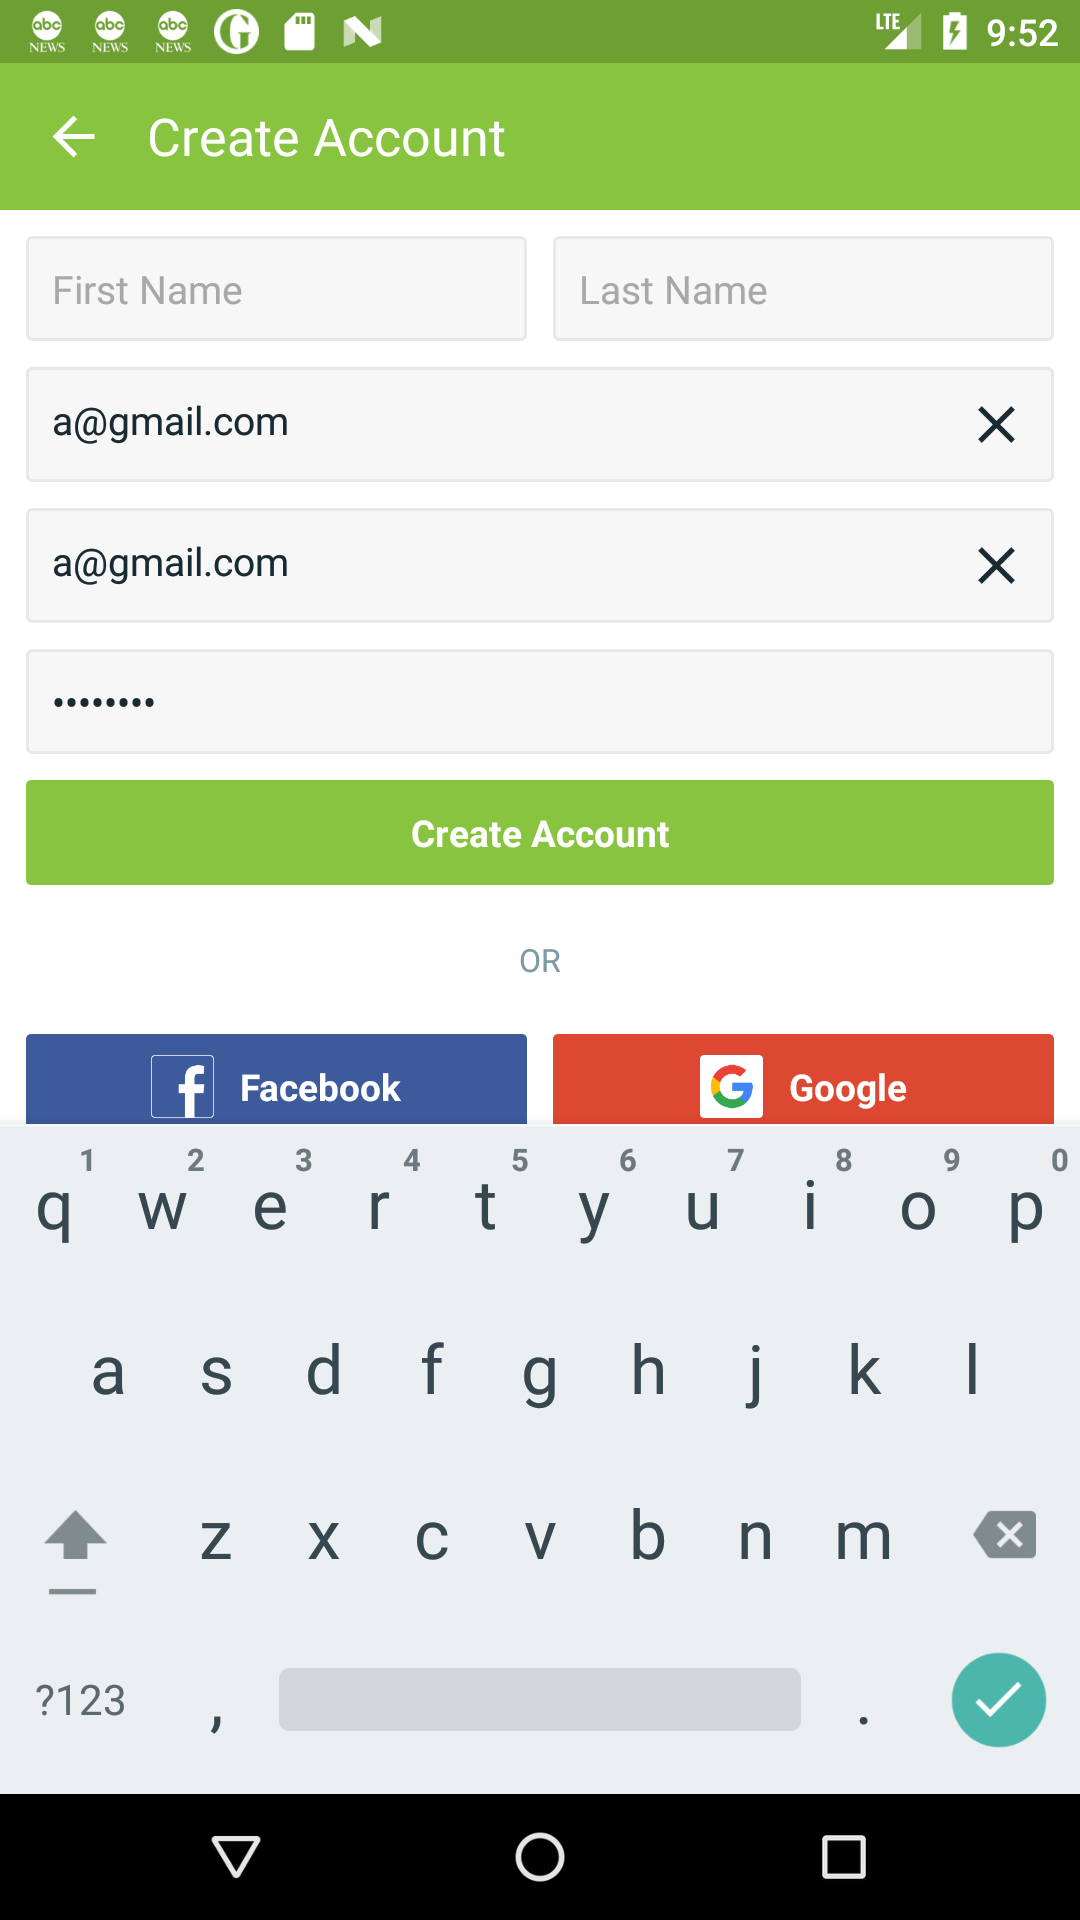 abc NEWS abc NEWS abc NEWS G N LTE 9:52
Create Account
First Name Last Name
a@gmail.com
a@gmail.com
••••••••
Create Account
OR
f Facebook G Google
1 2 3 4 5 6 7 8 9 0
q w e r t y u i o p
a s d f g h j k l
z x c v b n m
?123 , .